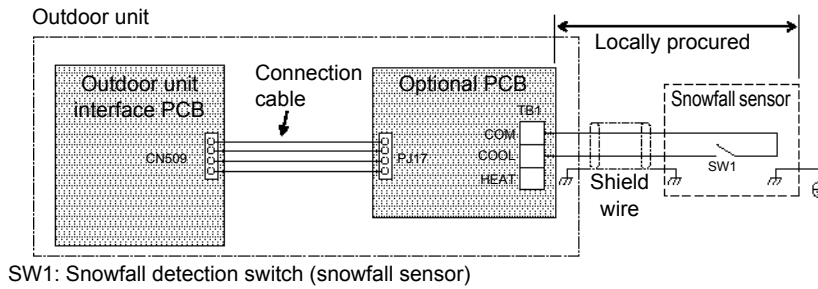 Outdoor unit
Locally procured
Outdoor unit
interface PCB
Connection
cable
Optional PCB
Snowfall sensor
TB1
COM
CN509
PJ17
COOL
SW1
HEAT
Shield
wire
SW1: Snowfall detection switch (snowfall sensor)